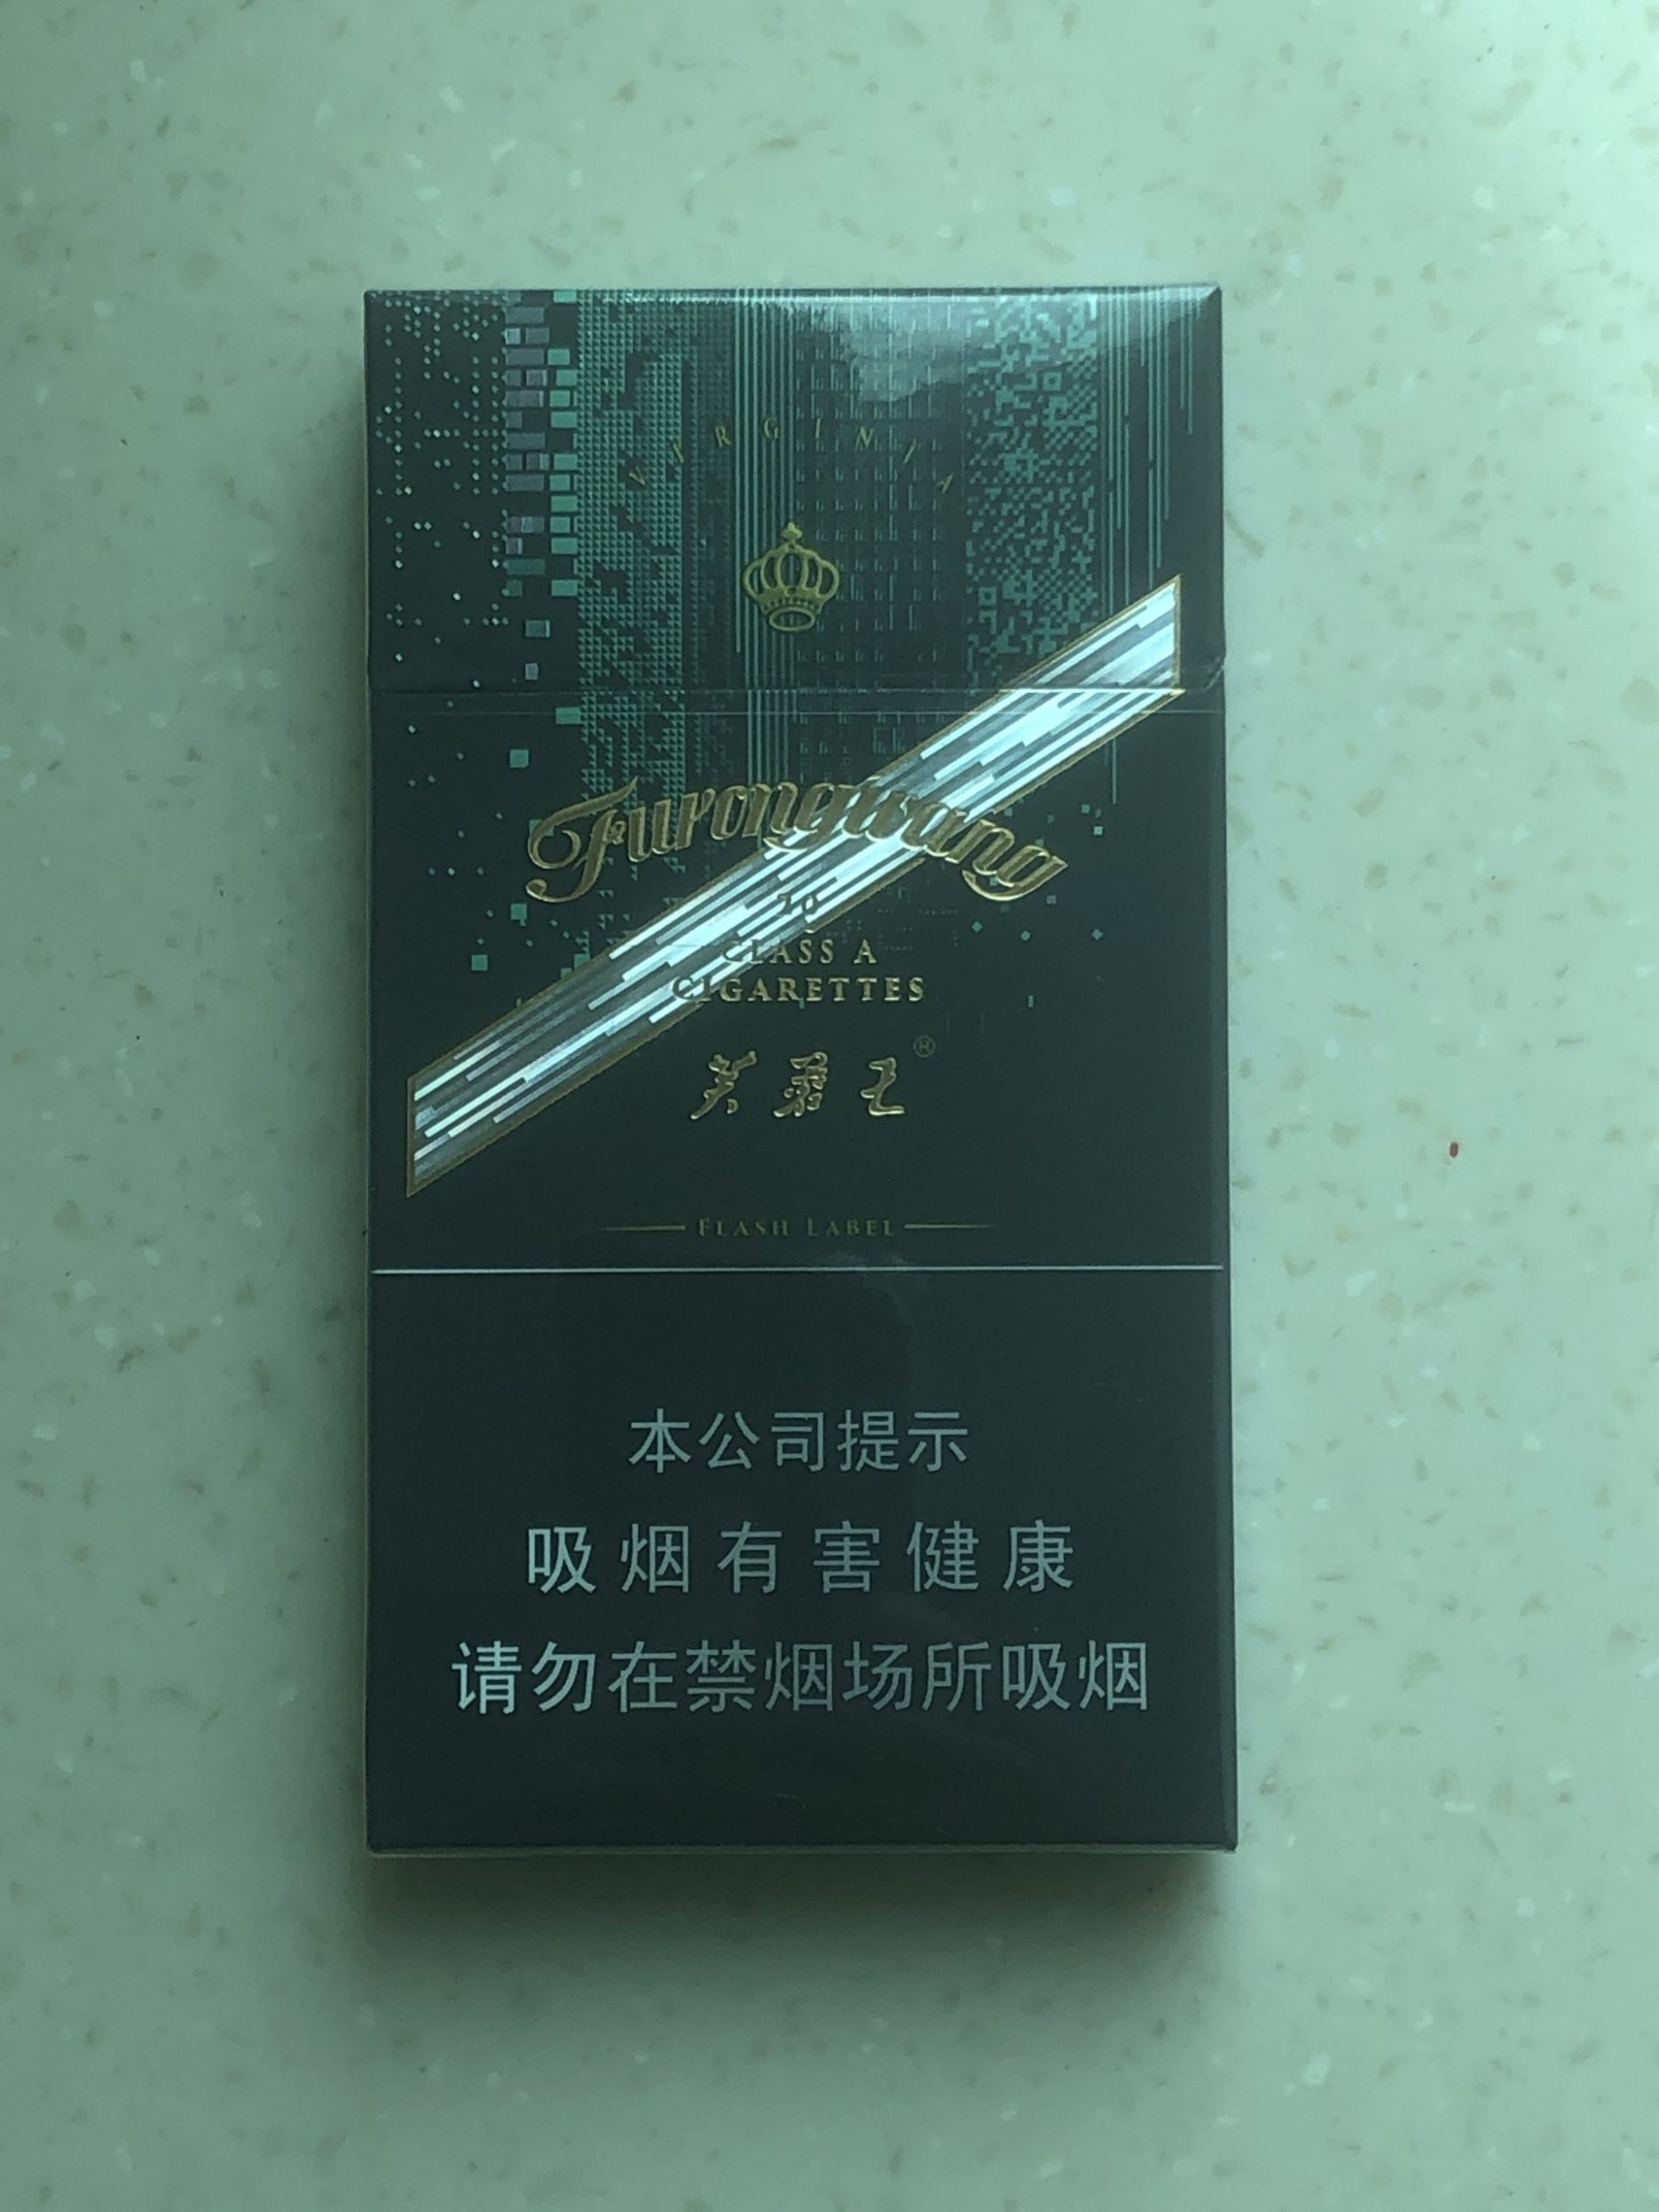 VIRGINIA
Furongwang
20
CLASS A
CIGARETTES
芙蓉王®
FLASH LABEL
本公司提示
吸烟有害健康
请勿在禁烟场所吸烟